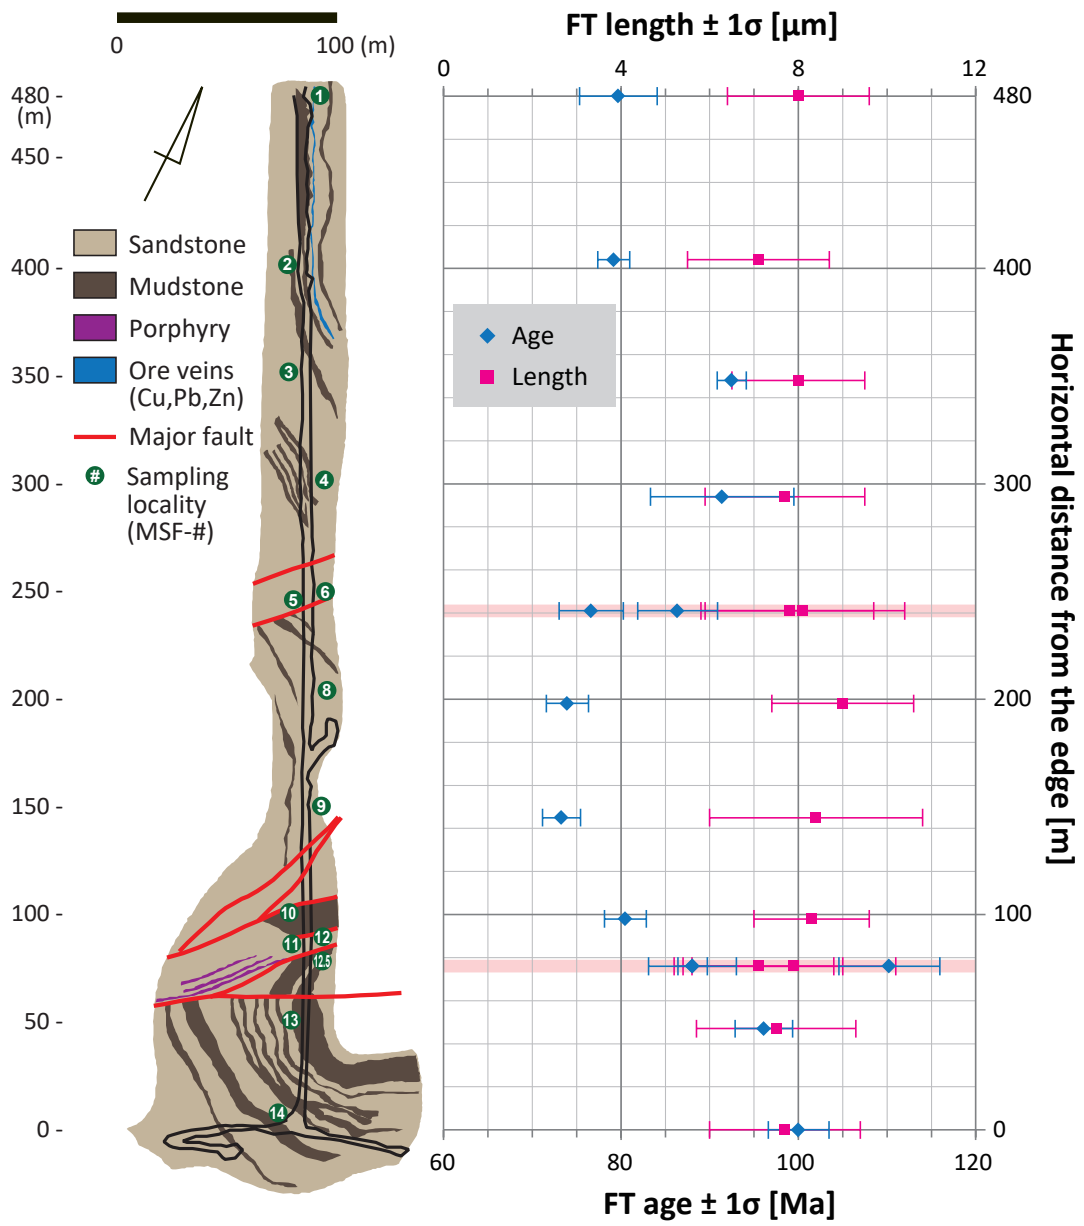 0 100 (m)
480 -
(m)
450 -
400 -
350 -
300 -
250 -
200 -
150 -
100 -
50 -
0 -
Sandstone
Mudstone
Porphyry
Ore veins
(Cu,Pb,Zn)
Major fault
# Sampling
locality
(MSF-#)
1
2
3
4
5
6
8
9
10
11
12
12.5
13
14
FT length ± 1σ [µm]
0 4 8 12
Age
Length
480
400
300
200
100
0
Horizontal distance from the edge [m]
60 80 100 120
FT age ± 1σ [Ma]